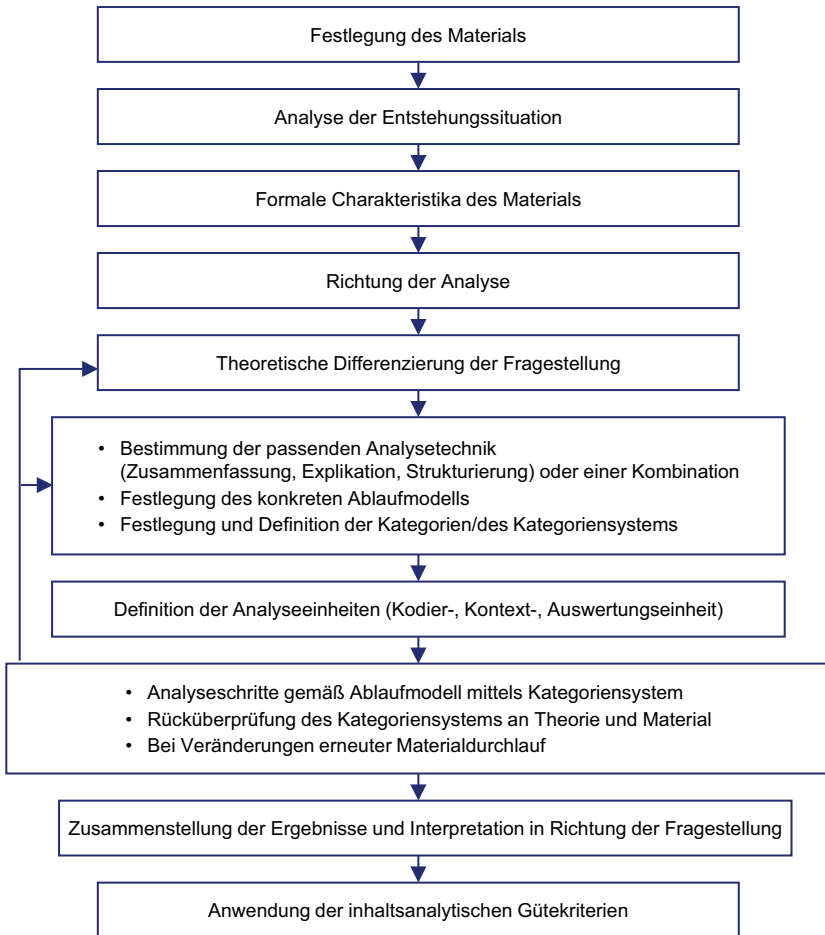 Festlegung des Materials
Analyse der Entstehungssituation
Formale Charakteristika des Materials
Richtung der Analyse
Theoretische Differenzierung der Fragestellung
• Bestimmung der passenden Analysetechnik
(Zusammenfassung, Explikation, Strukturierung) oder einer Kombination
• Festlegung des konkreten Ablaufmodells
• Festlegung und Definition der Kategorien/des Kategoriensystems
Definition der Analyseeinheiten (Kodier-, Kontext-, Auswertungseinheit)
• Analyseschritte gemäß Ablaufmodell mittels Kategoriensystem
• Rücküberprüfung des Kategoriensystems an Theorie und Material
• Bei Veränderungen erneuter Materialdurchlauf
Zusammenstellung der Ergebnisse und Interpretation in Richtung der Fragestellung
Anwendung der inhaltsanalytischen Gütekriterien